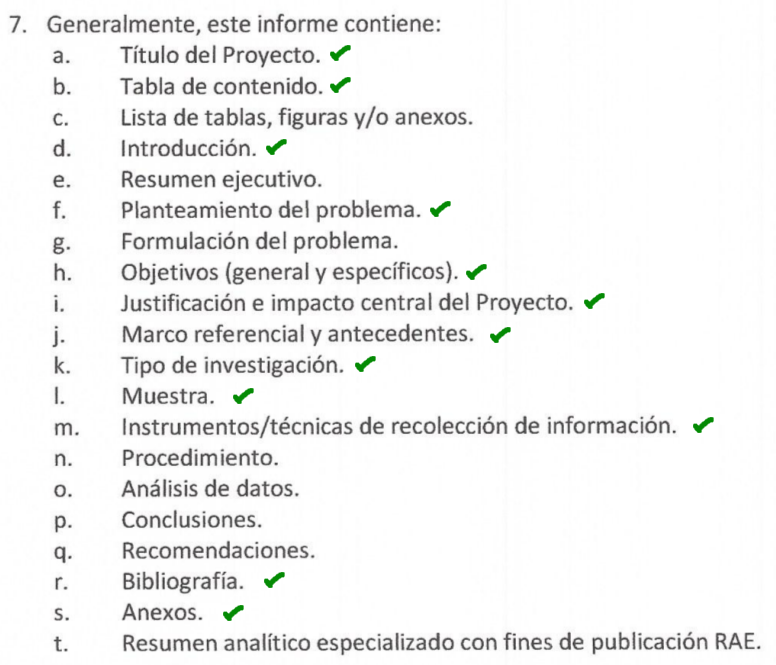 7. Generalmente, este informe contiene:
a. Título del Proyecto. ✔
b. Tabla de contenido. ✔
c. Lista de tablas, figuras y/o anexos.
d. Introducción. ✔
e. Resumen ejecutivo.
f. Planteamiento del problema. ✔
g. Formulación del problema.
h. Objetivos (general y específicos). ✔
i. Justificación e impacto central del Proyecto. ✔
j. Marco referencial y antecedentes. ✔
k. Tipo de investigación. ✔
l. Muestra. ✔
m. Instrumentos/técnicas de recolección de información. ✔
n. Procedimiento.
o. Análisis de datos.
p. Conclusiones.
q. Recomendaciones.
r. Bibliografía. ✔
s. Anexos. ✔
t. Resumen analítico especializado con fines de publicación RAE.